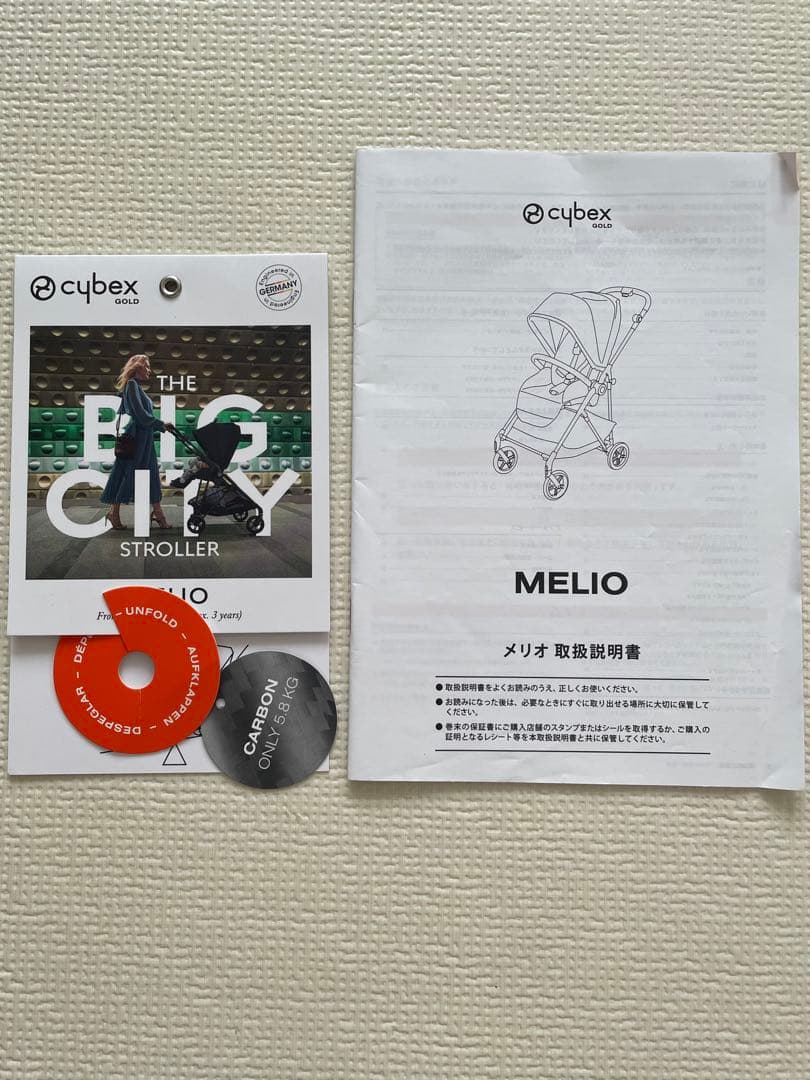 cybex
GOLD
Engineered in
GERMANY
Engineered in
THE
BIG
CITY
STROLLER
3 years)
UNFOLD – AUFKLAPPEN – DESPEGLAR –
CARBON
ONLY 5.8 KG
cybex
GOLD
MELIO
メリオ 取扱説明書
● 取扱説明書をよくお読みのうえ、正しくお使いください。
● お読みになった後は、必要なときにすぐに取り出せる場所に大切に保管して
ください。
● 巻末の保証書にご購入店舗のスタンプまたはシールを取得するか、ご購入の
証明となるレシート等を本取扱説明書と共に保管してください。